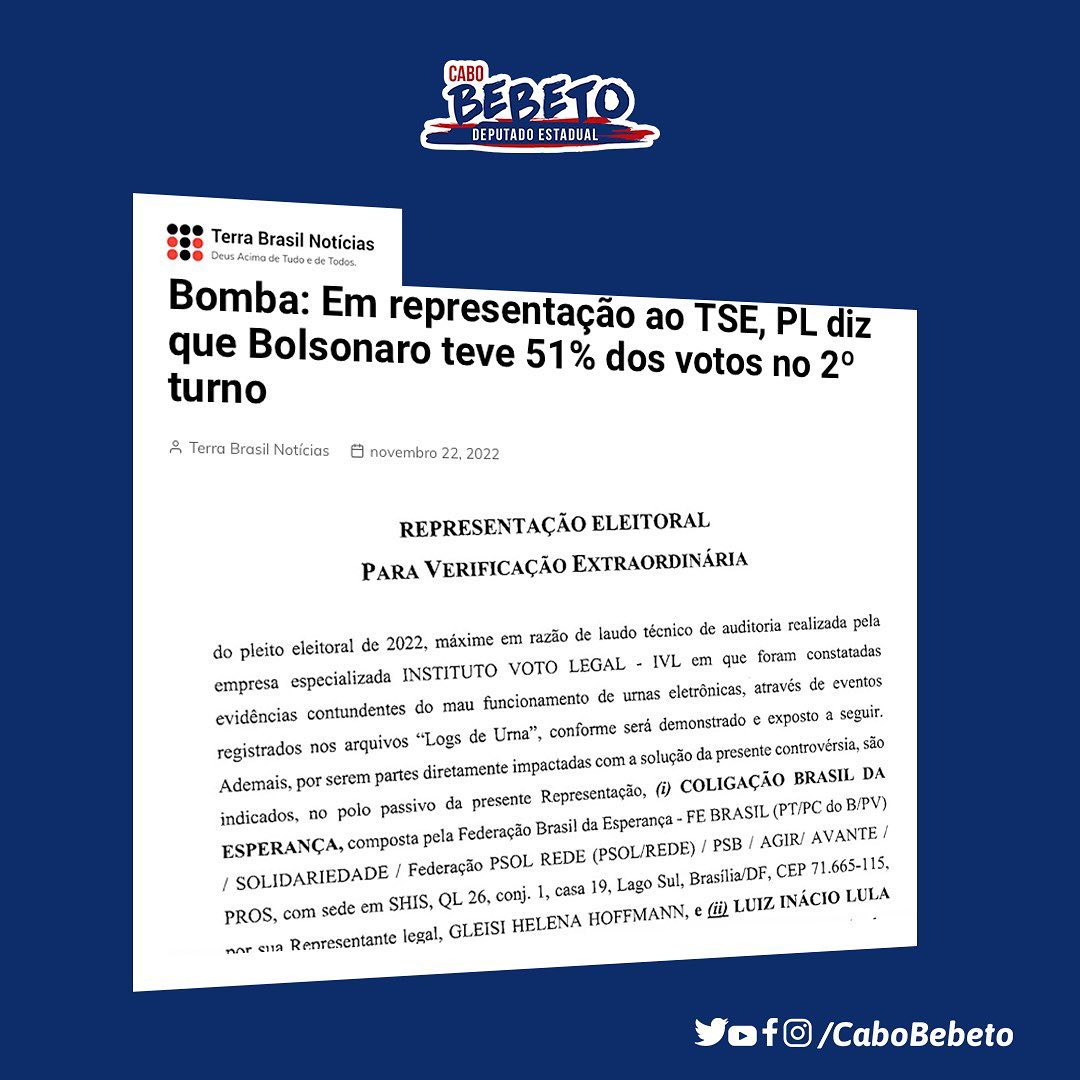 CABO
BEBETO
DEPUTADO ESTADUAL
Terra Brasil Notícias
Deus Acima de Tudo e de Todos.
Bomba: Em representação ao TSE, PL diz
que Bolsonaro teve 51% dos votos no 2º
turno
Terra Brasil Notícias novembro 22, 2022
REPRESENTAÇÃO ELEITORAL
PARA VERIFICAÇÃO EXTRAORDINÁRIA
do pleito eleitoral de 2022, máxime em razão de laudo técnico de auditoria realizada pela
empresa especializada INSTITUTO VOTO LEGAL - IVL em que foram constatadas
evidências contundentes do mau funcionamento de urnas eletrônicas, através de eventos
registrados nos arquivos “Logs de Urna”, conforme será demonstrado e exposto a seguir.
Ademais, por serem partes diretamente impactadas com a solução da presente controvérsia, são
indicados, no polo passivo da presente Representação, (i) COLIGAÇÃO BRASIL DA
ESPERANÇA, composta pela Federação Brasil da Esperança - FE BRASIL (PT/PC do B/PV)
/ SOLIDARIEDADE / Federação PSOL REDE (PSOL/REDE) / PSB / AGIR/ AVANTE /
PROS, com sede em SHIS, QL 26, conj. 1, casa 19, Lago Sul, Brasília/DF, CEP 71.665-115,
por sua Representante legal, GLEISI HELENA HOFFMANN, e (ii) LUIZ INÁCIO LULA
/CaboBebeto